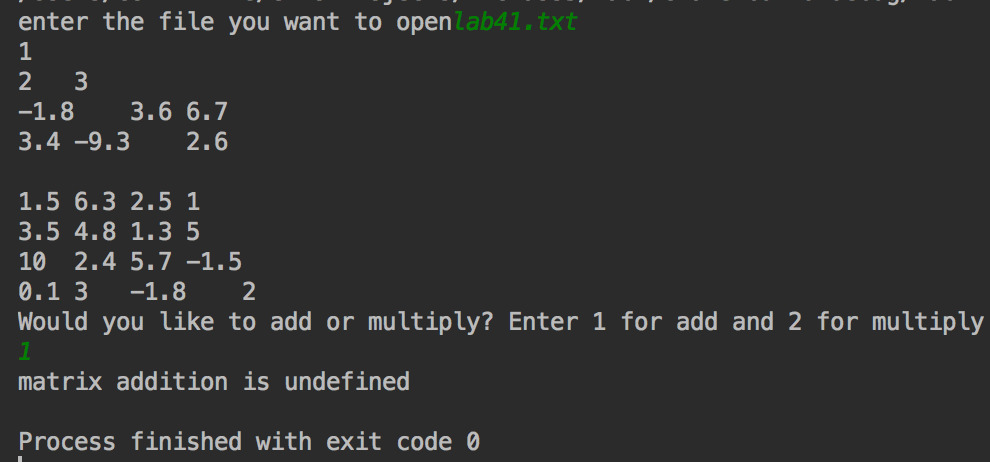 enter the file you want to openlab41.txt
1
2 3
-1.8 3.6 6.7
3.4 -9.3 2.6
1.5 6.3 2.5 1
3.5 4.8 1.3 5
10 2.4 5.7 -1.5
0.1 3 -1.8 2
Would you like to add or multiply? Enter 1 for add and 2 for multiply
1
matrix addition is undefined
Process finished with exit code 0